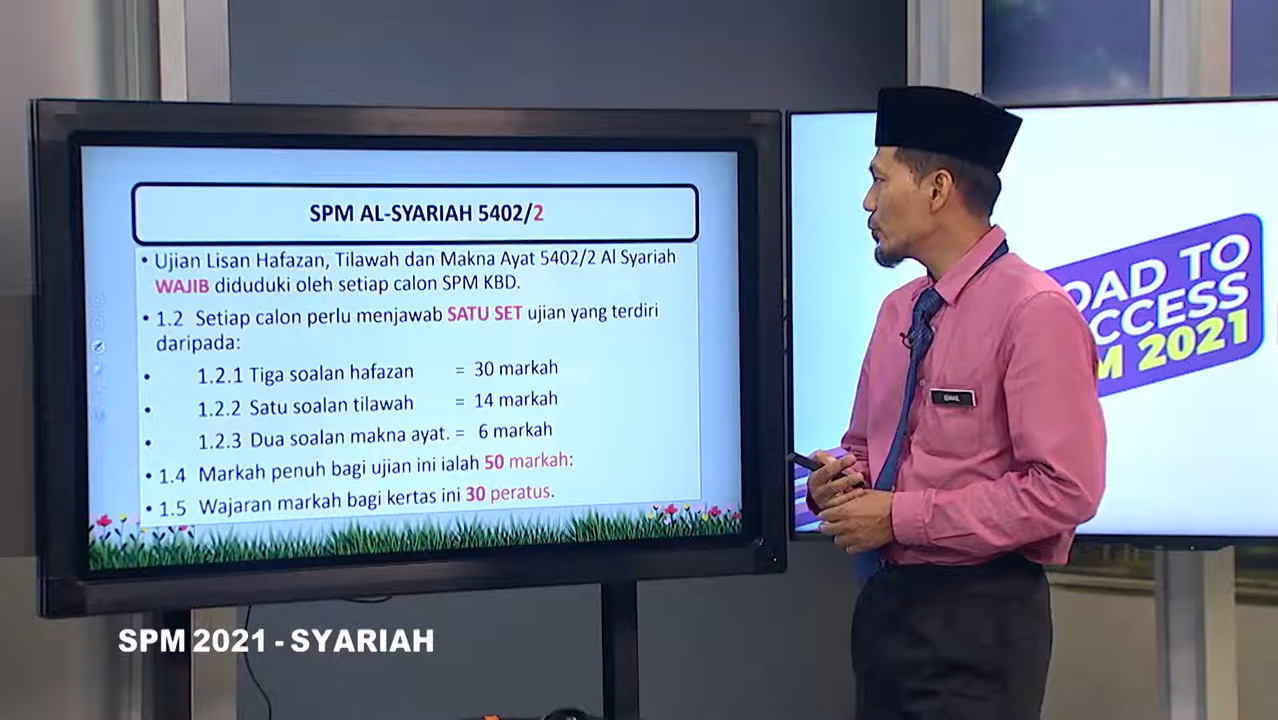 SPM AL-SYARIAH 5402/2
• Ujian Lisan Hafazan, Tilawah dan Makna Ayat 5402/2 Al Syariah
WAJIB diduduki oleh setiap calon SPM KBD.
• 1.2 Setiap calon perlu menjawab SATU SET ujian yang terdiri
daripada:
• 1.2.1 Tiga soalan hafazan = 30 markah
• 1.2.2 Satu soalan tilawah = 14 markah
• 1.2.3 Dua soalan makna ayat. = 6 markah
• 1.4 Markah penuh bagi ujian ini ialah 50 markah:
• 1.5 Wajaran markah bagi kertas ini 30 peratus.
OAD TO
CCESS
M 2021
ISMAIL
SPM 2021 - SYARIAH